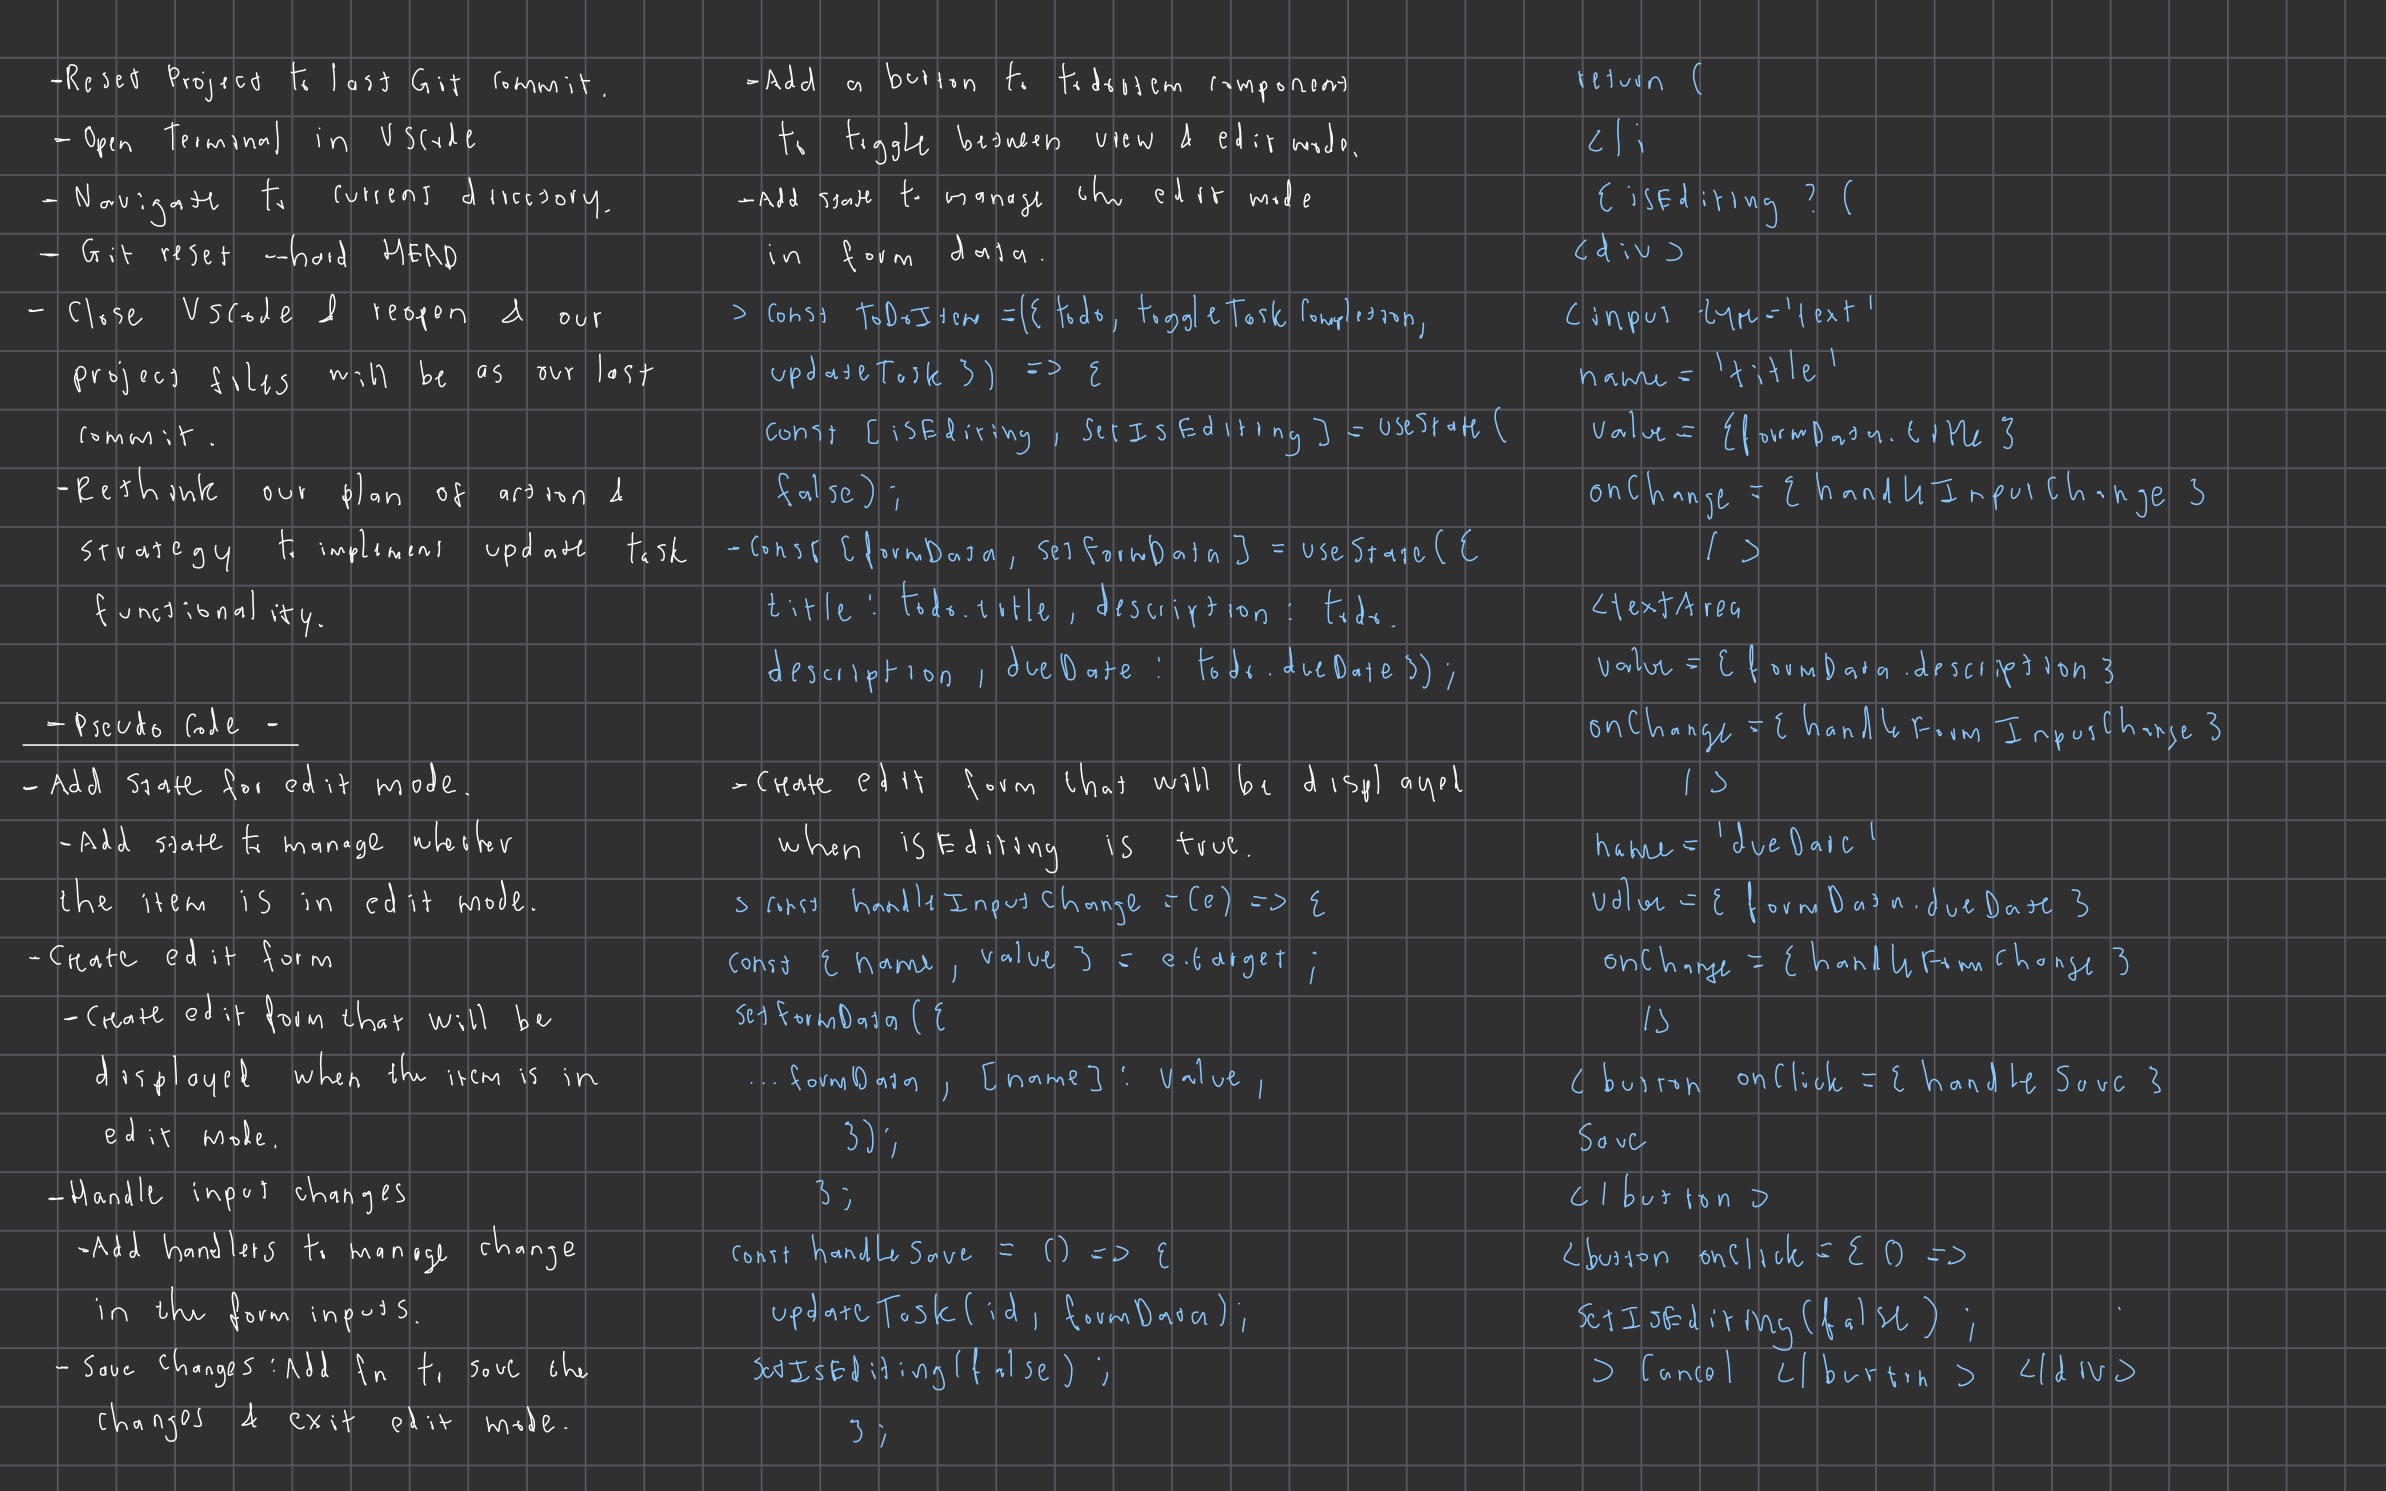 -Reset Project to last Git commit.
- Open Terminal in VScode
- Navigate to current directory.
- Git reset --hard HEAD
- Close VScode & reopen & our
project files will be as our last
commit.
-Rethink our plan of action &
strategy to implement update task
functionality.
- Pseudo Code -
- Add state for edit mode.
-Add state to manage whether
the item is in edit mode.
-Create edit form
-Create edit form that will be
displayed when the item is in
edit mode.
-Handle input changes
-Add handlers to manage change
in the form inputs.
- Save changes: Add fn to save the
changes & exit edit mode.
-Add a button to todoitem component
to toggle between view & edit mode.
-Add state to manage the edit mode
in form data.
> const ToDoItem =({ todo, toggleTask Completion,
updateTask }) => {
const [isEditing, setIsEditing] = useState(
false);
-Const [formData, setFormData] = useState({
title: todo.title, description: todo.
description, dueDate: todo.dueDate });
-Create edit form that will be displayed
when isEditing is true.
> const handleInputChange =(e) => {
const { name, value } = e.target;
setFormData({
...formData, [name]: value,
});
};
const handleSave = () => {
updateTask(id, formData);
setIsEditing(false);
};
return (
<li
{isEditing ? (
<div>
<input type='text'
name = 'title'
value = {formData.title}
onChange = { handleInputChange }
/>
<textArea
value = { formData.description }
onChange = { handleFormInputChange }
/>
name = 'dueDate'
value = { formData.dueDate }
onChange = { handleFormChange }
/>
< button onClick = { handleSave }
Save
</button>
<button onClick = { () =>
setIsEditing(false);
> Cancel </button> </div>